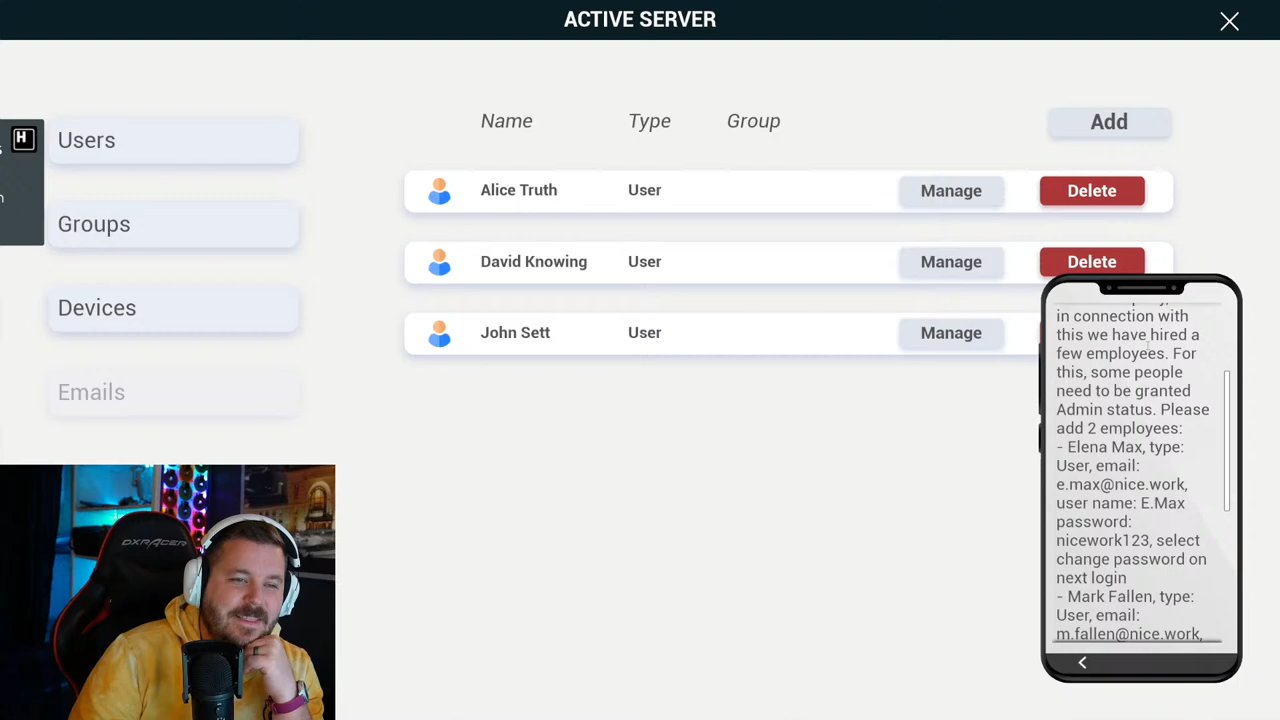 ACTIVE SERVER
H
Users
Groups
Devices
Emails
Name Type Group Add
Alice Truth User Manage Delete
David Knowing User Manage Delete
John Sett User Manage
in connection with
this we have hired a
few employees. For
this, some people
need to be granted
Admin status. Please
add 2 employees:
- Elena Max, type:
User, email:
e.max@nice.work,
user name: E.Max
password:
nicework123, select
change password on
next login
- Mark Fallen, type:
User, email:
m.fallen@nice.work,
DXRACER